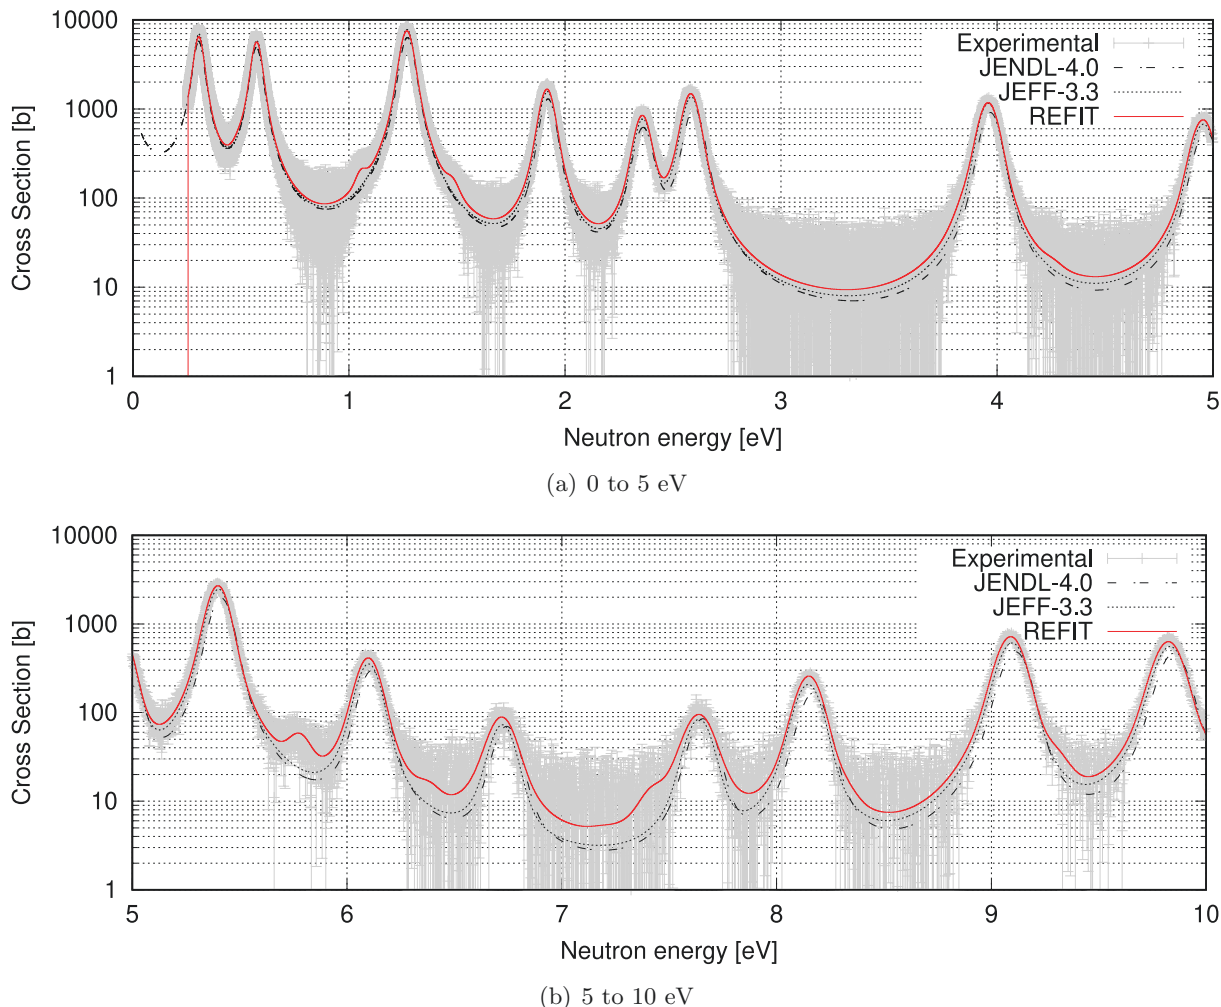 10000
1000
100
10
1
Cross Section [b]
Experimental
JENDL-4.0
JEFF-3.3
REFIT
0 1 2 3 4 5
Neutron energy [eV]
(a) 0 to 5 eV
10000
1000
100
10
1
Cross Section [b]
Experimental
JENDL-4.0
JEFF-3.3
REFIT
5 6 7 8 9 10
Neutron energy [eV]
(b) 5 to 10 eV